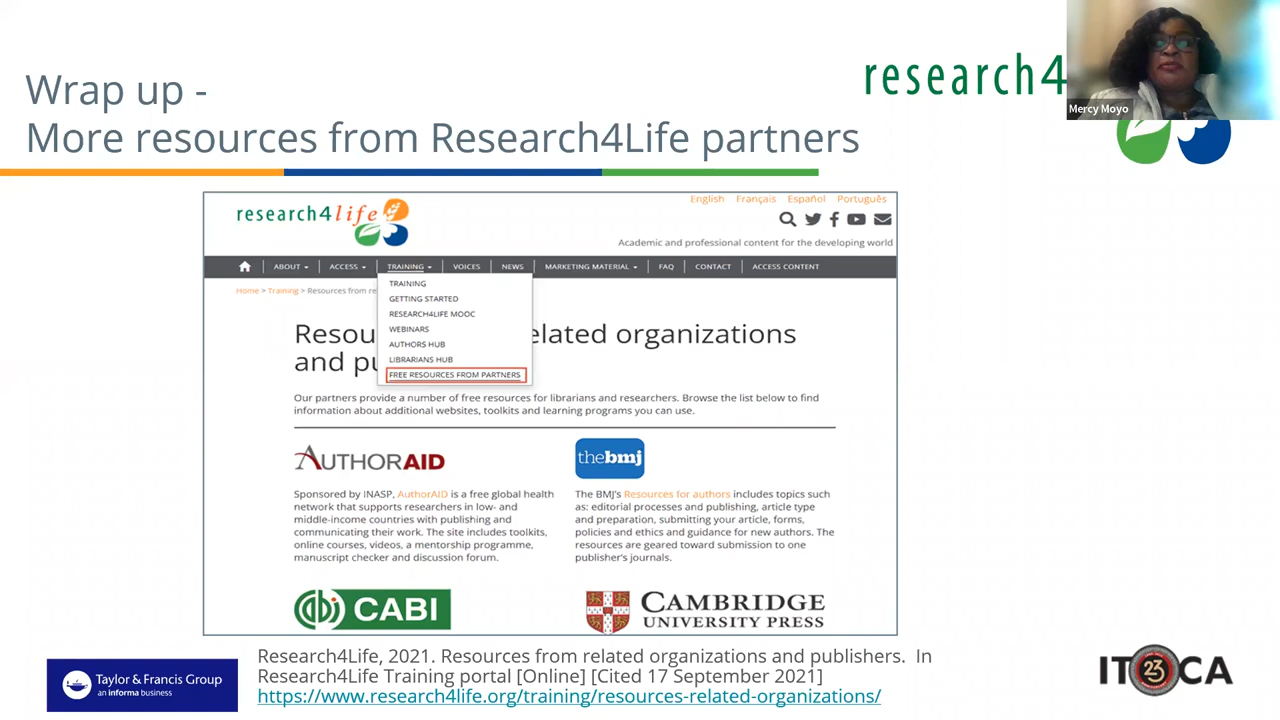 Wrap up -
More resources from Research4Life partners
research4
Mercy Moyo
research4life
English Français Español Português
Academic and professional content for the developing world
ABOUT ACCESS TRAINING VOICES NEWS MARKETING MATERIAL FAQ CONTACT ACCESS CONTENT
Home > Training > Resources from re
TRAINING
GETTING STARTED
RESEARCH4LIFE MOOC
WEBINARS
AUTHORS HUB
LIBRARIANS HUB
FREE RESOURCES FROM PARTNERS
Resou elated organizations
and pu
Our partners provide a number of free resources for librarians and researchers. Browse the list below to find
information about additional websites, toolkits and learning programs you can use.
AUTHORAID
Sponsored by INASP, AuthorAID is a free global health
network that supports researchers in low- and
middle-income countries with publishing and
communicating their work. The site includes toolkits,
online courses, videos, a mentorship programme,
manuscript checker and discussion forum.
thebmj
The BMJ's Resources for authors includes topics such
as: editorial processes and publishing, article type
and preparation, submitting your article, forms,
policies and ethics and guidance for new authors. The
resources are geared toward submission to one
publisher's journals.
CABI
CAMBRIDGE
UNIVERSITY PRESS
Research4Life, 2021. Resources from related organizations and publishers. In
Research4Life Training portal [Online] [Cited 17 September 2021]
https://www.research4life.org/training/resources-related-organizations/
Taylor & Francis Group
an informa business
ITOCA
23